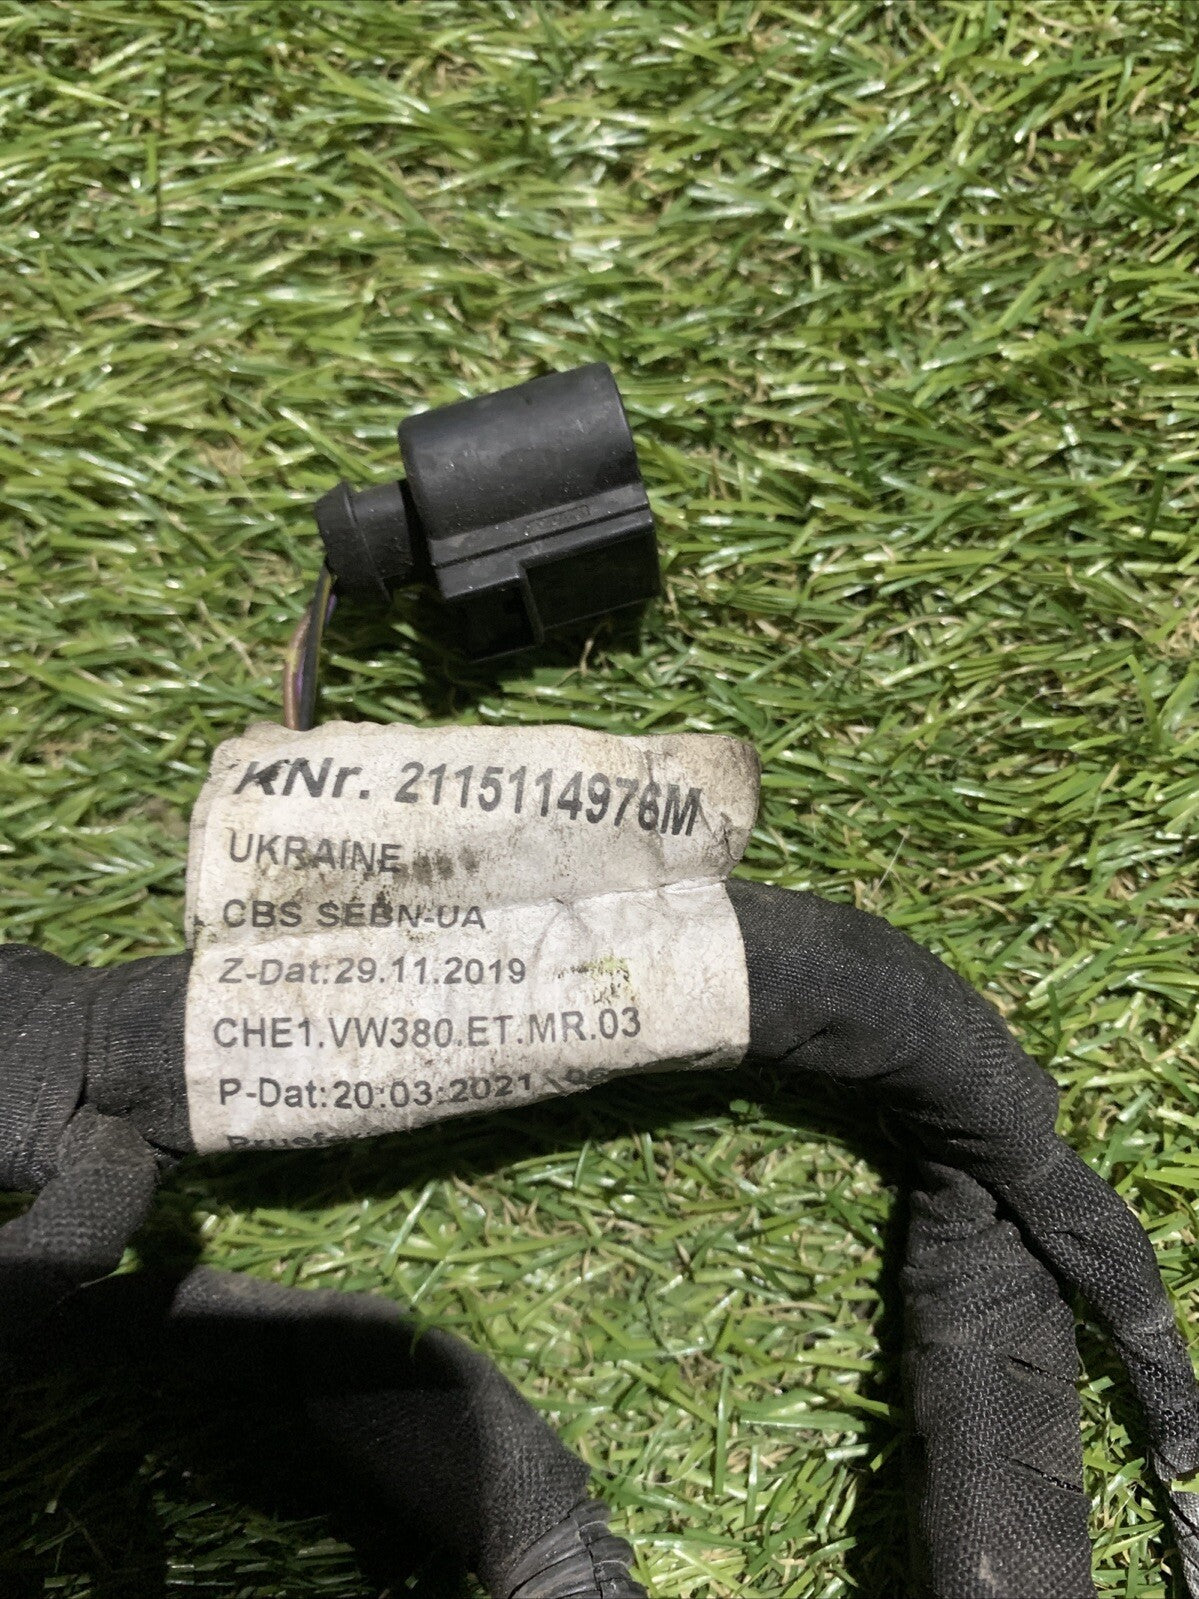 KNr. 2115114976M
UKRAINE
CBS SEBN-UA
Z-Dat:29.11.2019
CHE1.VW380.ET.MR.03
P-Dat:20:03:2021